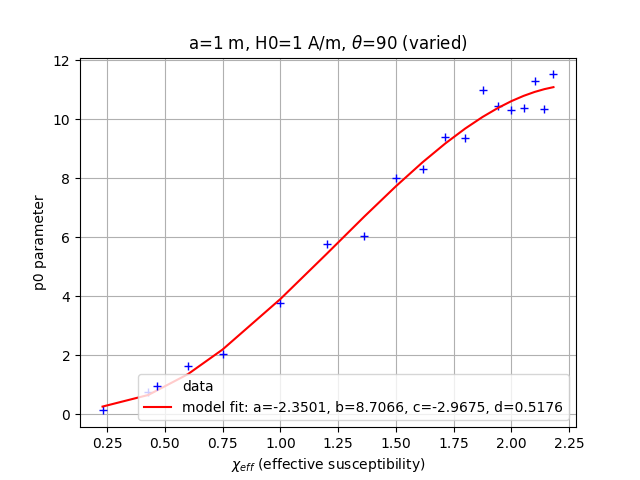 a=1 m, H0=1 A/m, θ=90 (varied)
12
10
8
6
4
2
0
p0 parameter
data
model fit: a=-2.3501, b=8.7066, c=-2.9675, d=0.5176
0.25 0.50 0.75 1.00 1.25 1.50 1.75 2.00 2.25
χeff (effective susceptibility)